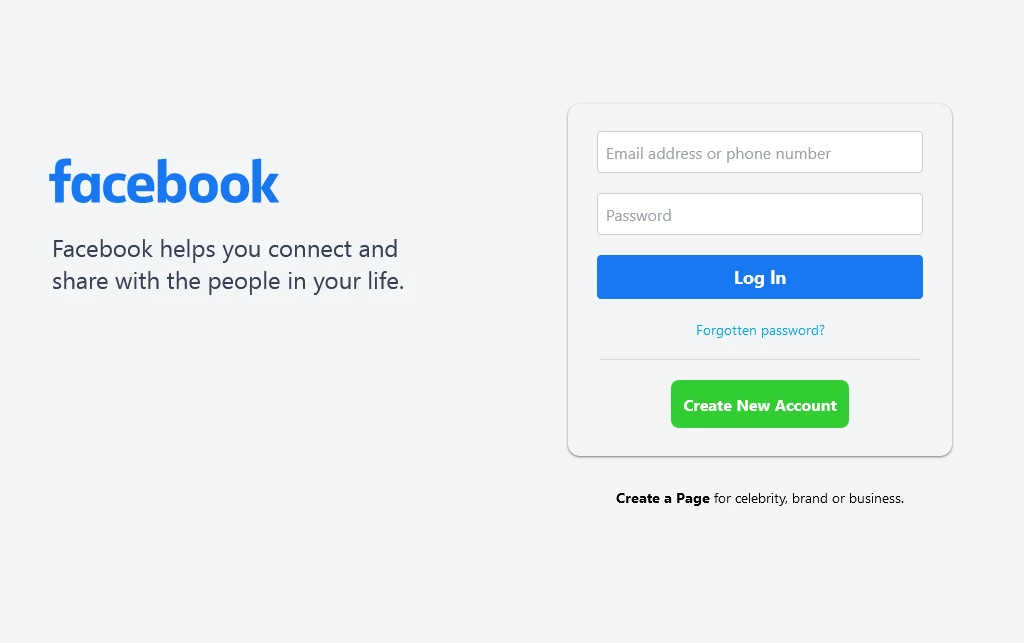 facebook
Facebook helps you connect and
share with the people in your life.
Email address or phone number
Password
Log In
Forgotten password?
Create New Account
Create a Page for celebrity, brand or business.